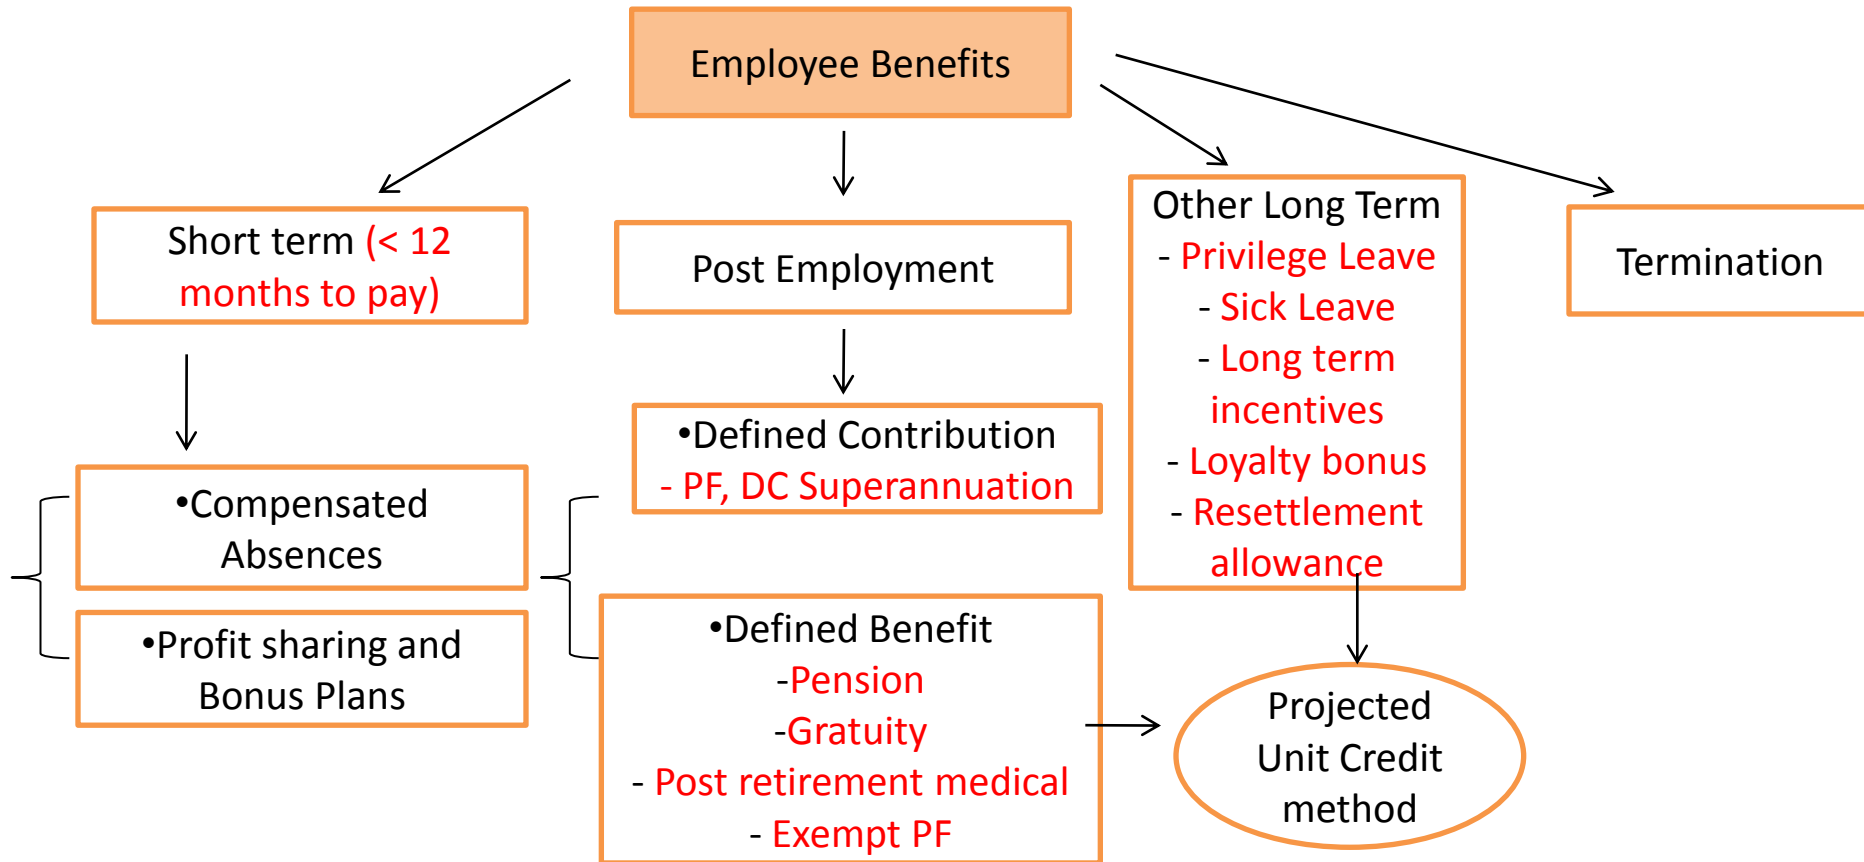 Employee Benefits
Short term (< 12
months to pay)
•Compensated
Absences
•Profit sharing and
Bonus Plans
Post Employment
•Defined Contribution
- PF, DC Superannuation
•Defined Benefit
-Pension
-Gratuity
- Post retirement medical
- Exempt PF
Other Long Term
- Privilege Leave
- Sick Leave
- Long term
incentives
- Loyalty bonus
- Resettlement
allowance
Projected
Unit Credit
method
Termination